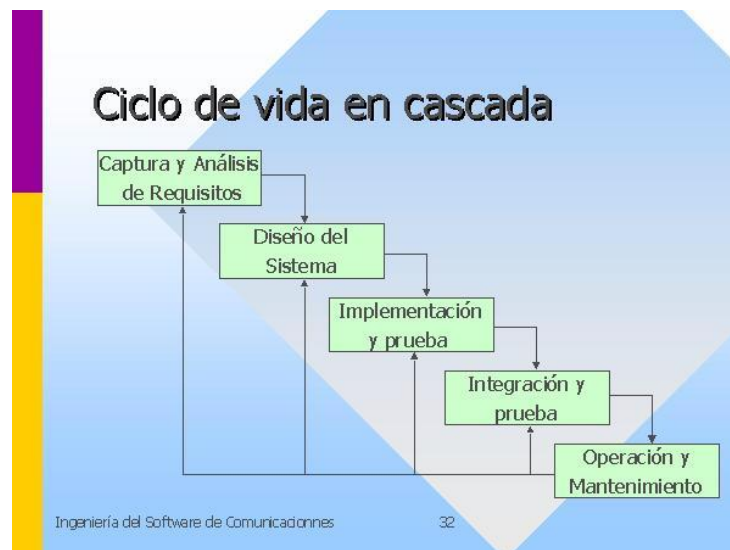 Ciclo de vida en cascada
Captura y Análisis
de Requisitos
Diseño del
Sistema
Implementación
y prueba
Integración y
prueba
Operación y
Mantenimiento
Ingeniería del Software de Comunicacionnes
32